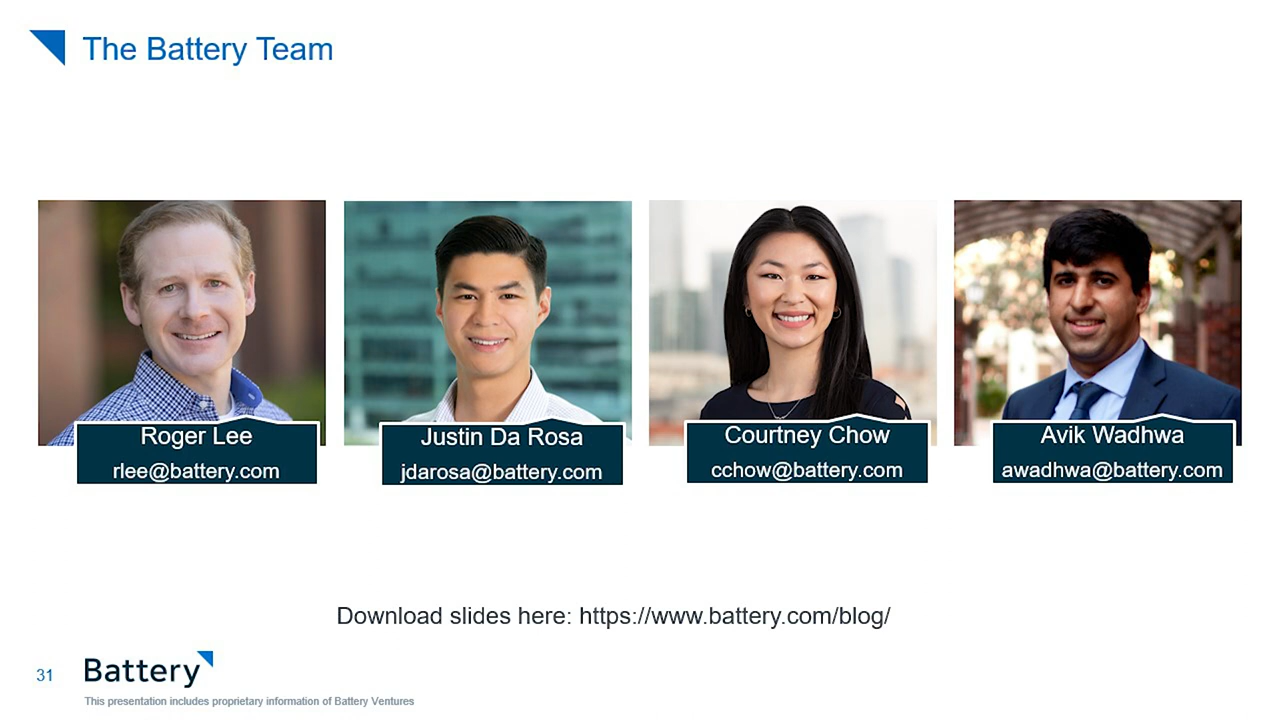 The Battery Team
Roger Lee
rlee@battery.com
Justin Da Rosa
jdarosa@battery.com
Courtney Chow
cchow@battery.com
Avik Wadhwa
awadhwa@battery.com
Download slides here: https://www.battery.com/blog/
31
Battery
This presentation includes proprietary information of Battery Ventures